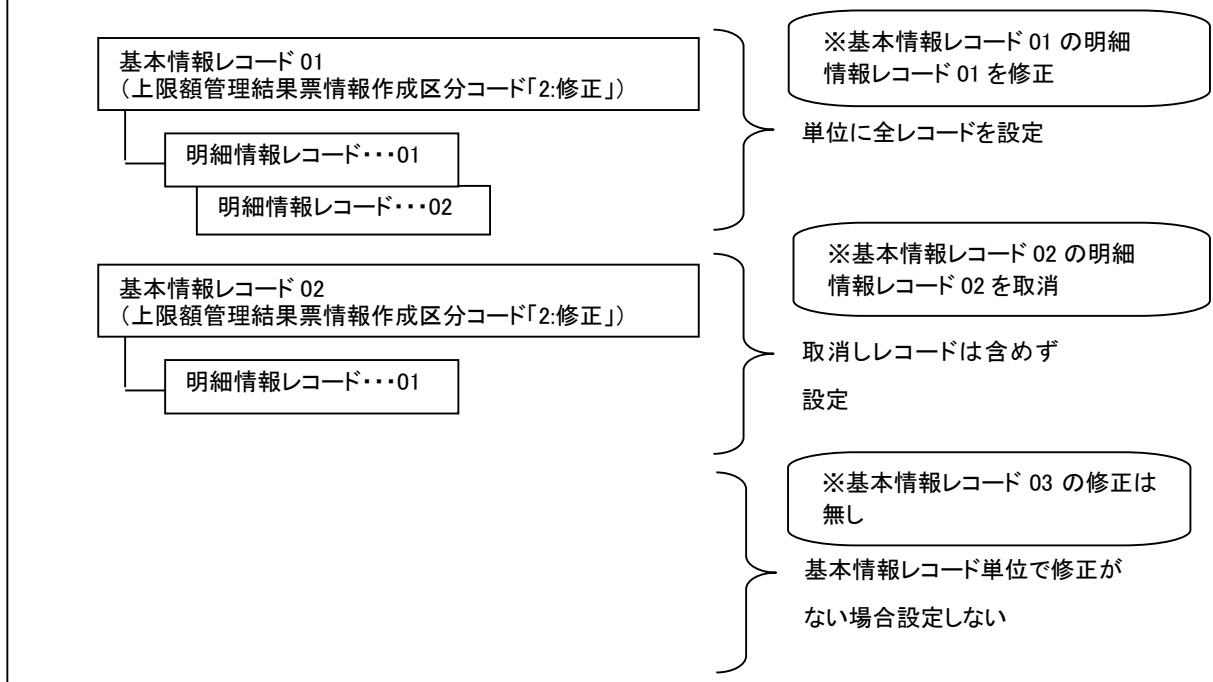 基本情報レコード 01
(上限額管理結果票情報作成区分コード「2:修正」)
明細情報レコード・・・01
明細情報レコード・・・02
※基本情報レコード 01 の明細
情報レコード 01 を修正
単位に全レコードを設定
基本情報レコード 02
(上限額管理結果票情報作成区分コード「2:修正」)
明細情報レコード・・・01
※基本情報レコード 02 の明細
情報レコード 02 を取消
取消しレコードは含めず
設定
※基本情報レコード 03 の修正は
無し
基本情報レコード単位で修正が
ない場合設定しない